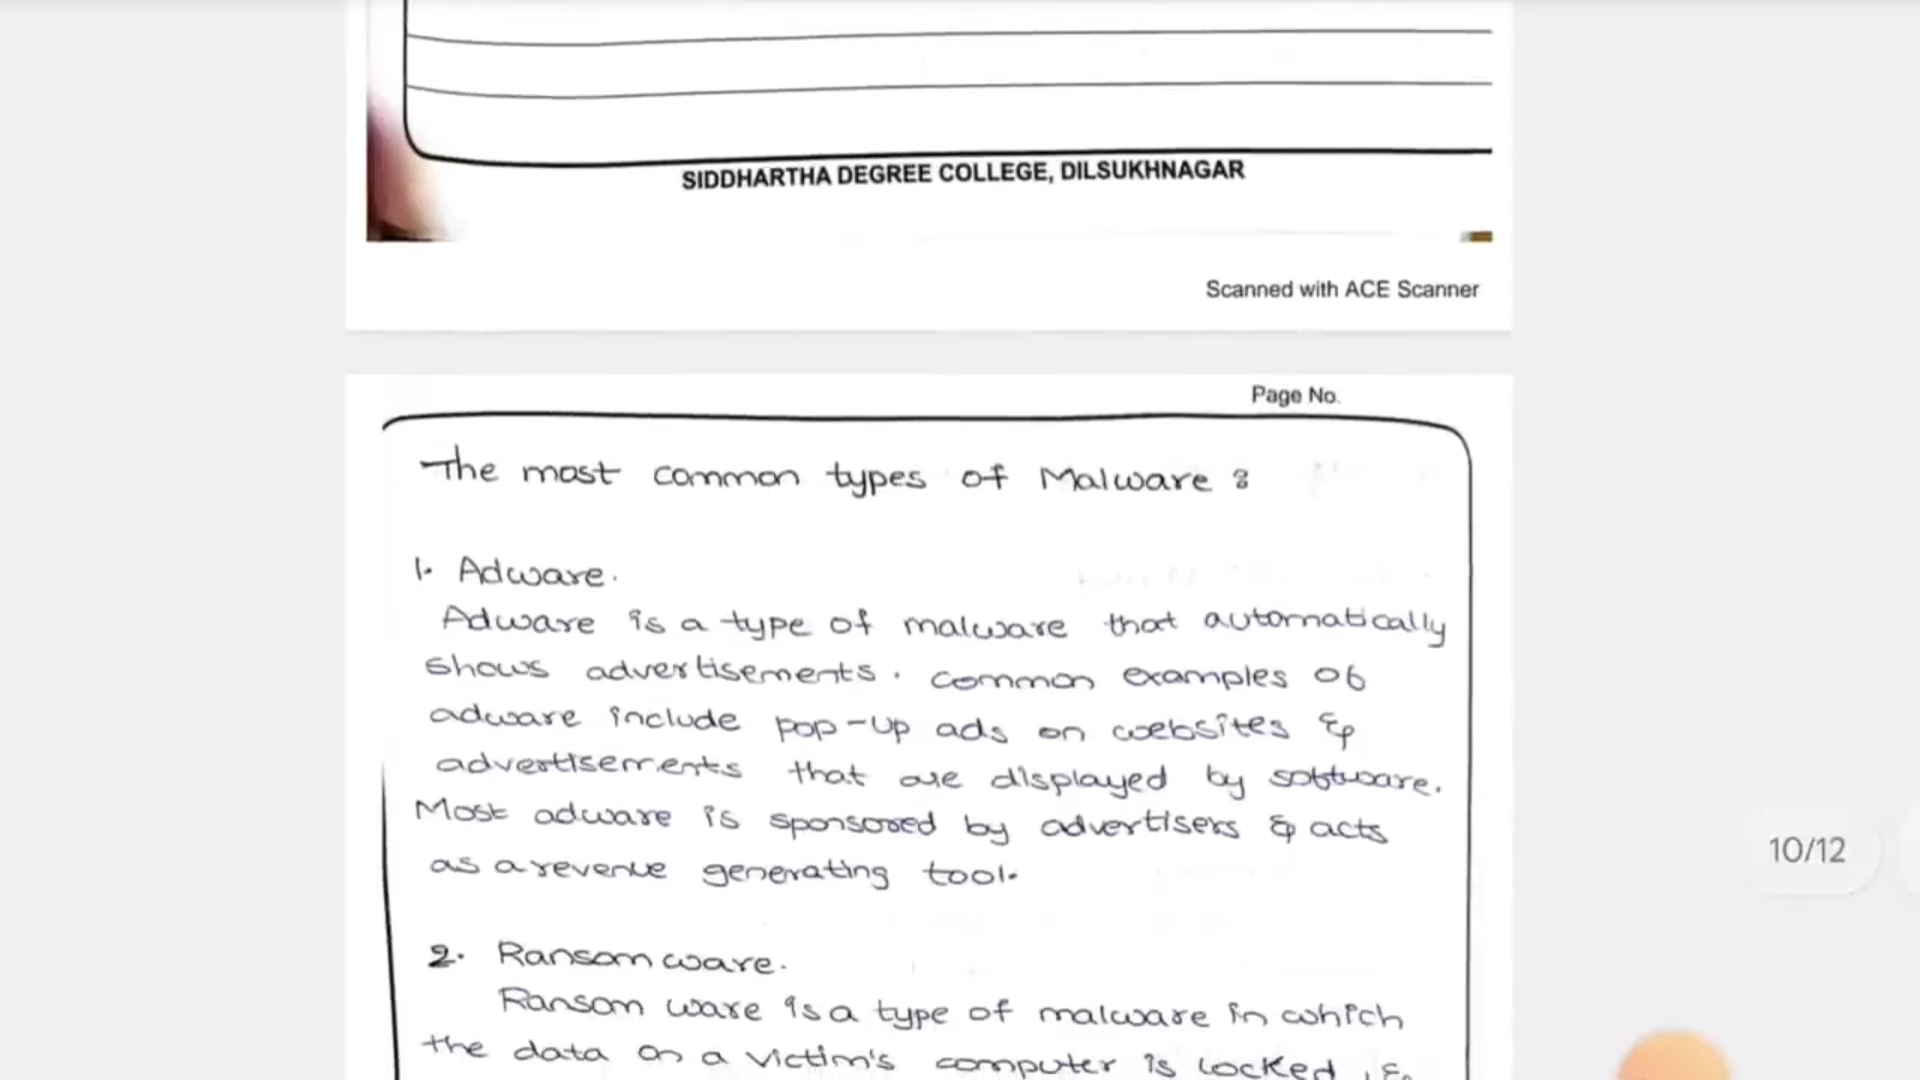 SIDDHARTHA DEGREE COLLEGE, DILSUKHNAGAR
Scanned with ACE Scanner
Page No.
The most common types of Malware :
1. Adware.
Adware is a type of malware that automatically
shows advertisements. common examples of
adware include pop-up ads on websites &
advertisements that are displayed by software.
Most adware is sponsored by advertisers & acts
as a revenue generating tool.
10/12
2. Ransom ware.
Ransom ware is a type of malware in which
the data on a victim's computer is locked,